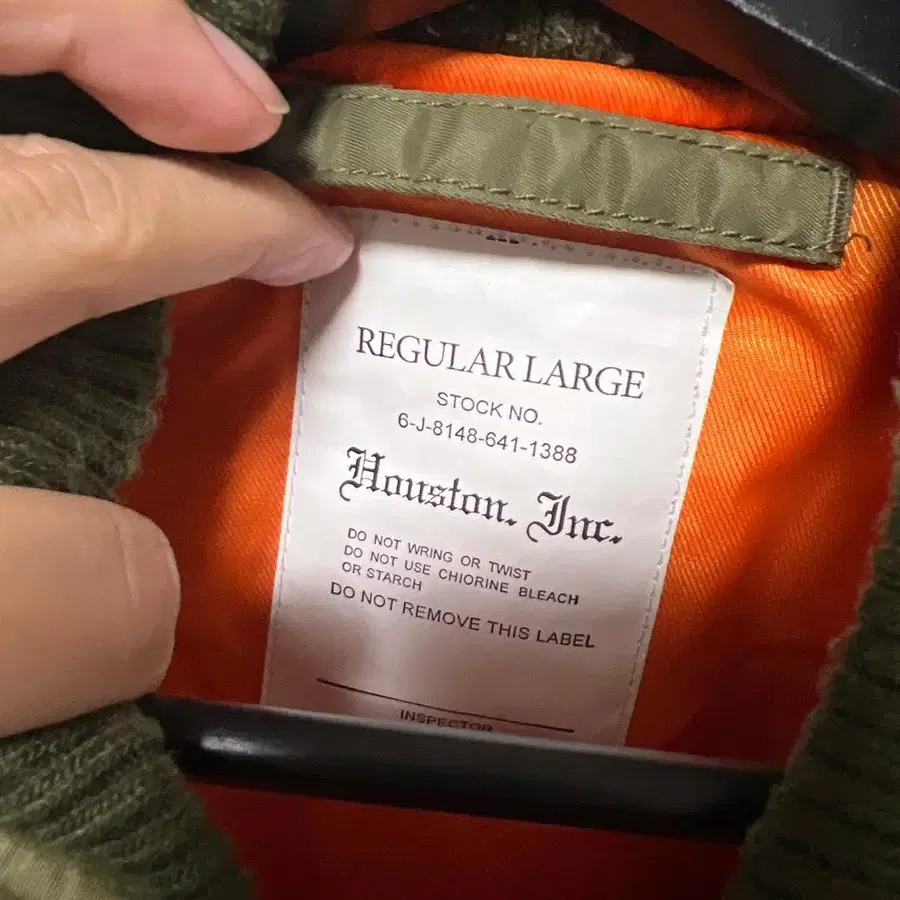 REGULAR LARGE
STOCK NO.
6-J-8148-641-1388
Houston. Inc.
DO NOT WRING OR TWIST
DO NOT USE CHIORINE BLEACH
OR STARCH
DO NOT REMOVE THIS LABEL
INSPECTOR